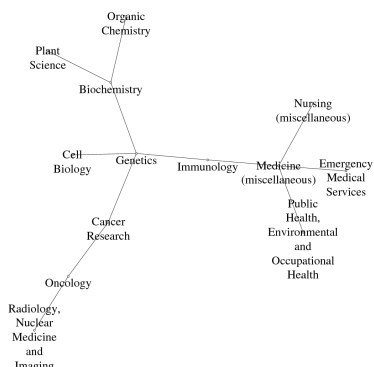 Organic
Chemistry
Plant
Science
Biochemistry
Nursing
(miscellaneous)
Cell
Biology
Genetics
Immunology
Medicine
(miscellaneous)
Emergency
Medical
Services
Public
Health,
Environmental
and
Occupational
Health
Cancer
Research
Oncology
Radiology,
Nuclear
Medicine
and
Imaging